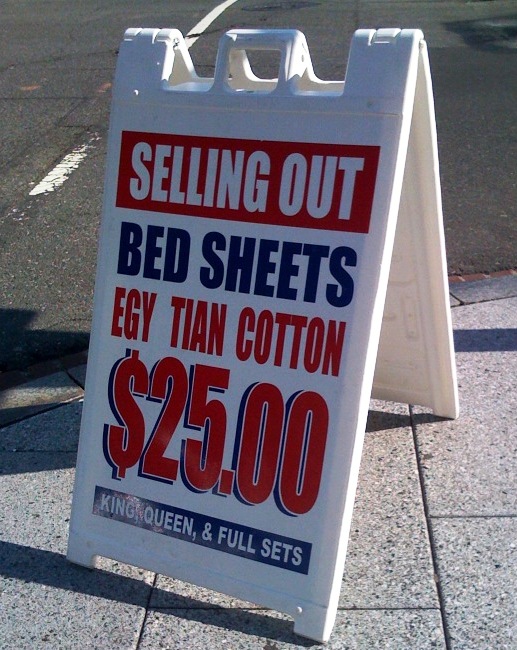 SELLING OUT
BED SHEETS
EGY TIAN COTTON
$25.00
KING, QUEEN, & FULL SETS